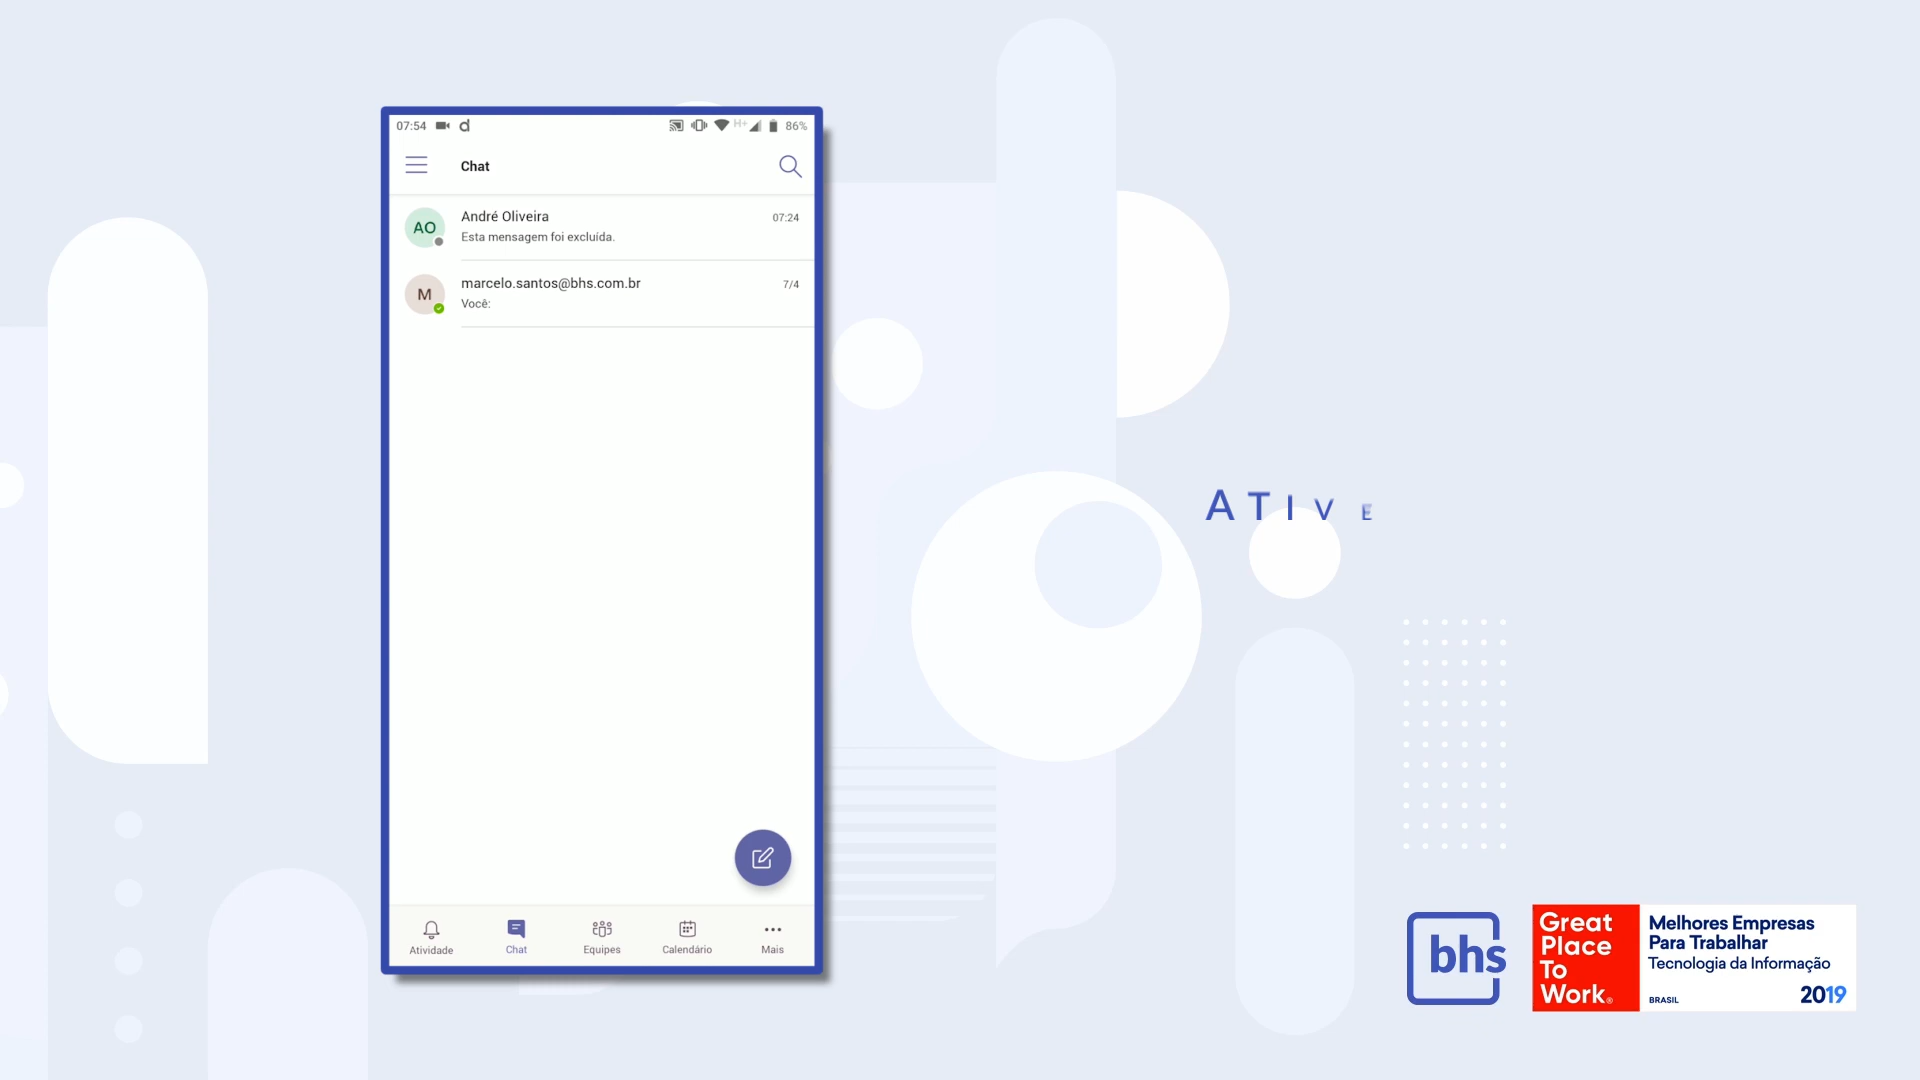 07:54
H+
86%
Chat
AO
André Oliveira
07:24
Esta mensagem foi excluída.
M
marcelo.santos@bhs.com.br
7/4
Você:
Atividade
Chat
Equipes
Calendário
Mais
ATIVE
bhs
Great
Place
To
Work®
Melhores Empresas
Para Trabalhar
Tecnologia da Informação
BRASIL
2019